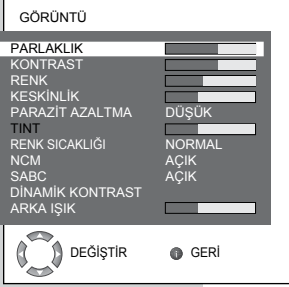 GÖRÜNTÜ
PARLAKLIK
KONTRAST
RENK
KESKİNLİK
PARAZİT AZALTMA DÜŞÜK
TINT
RENK SICAKLIĞI NORMAL
NCM AÇIK
SABC AÇIK
DİNAMİK KONTRAST
ARKA IŞIK
DEĞİŞTİR GERİ